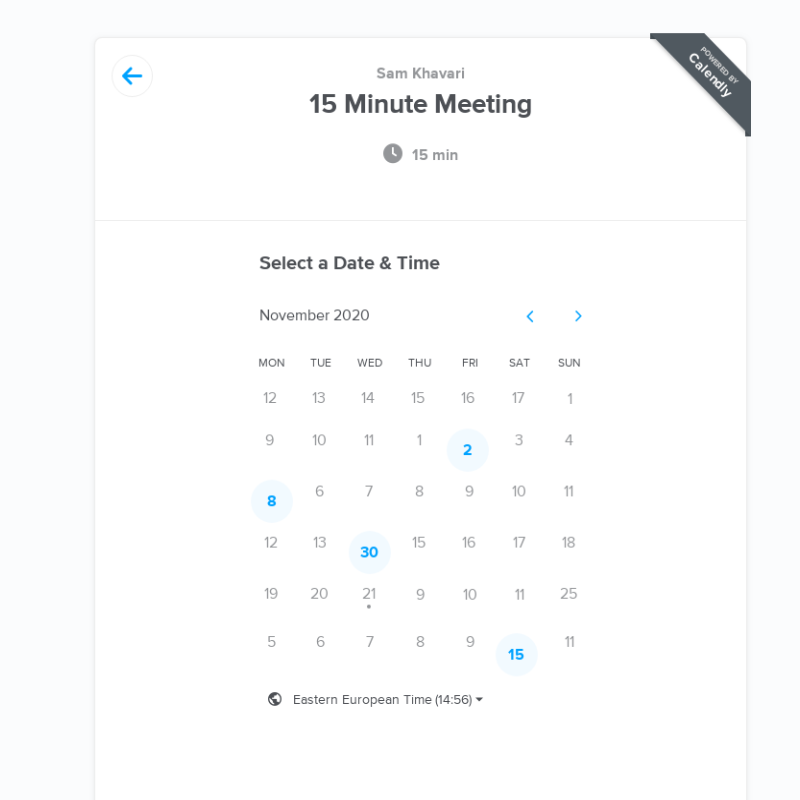 Sam Khavari
POWERED BY
Calendly
15 Minute Meeting
15 min
Select a Date & Time
November 2020
MON TUE WED THU FRI SAT SUN
12 13 14 15 16 17 1
9 10 11 1 2 3 4
8 6 7 8 9 10 11
12 13 30 15 16 17 18
19 20 21 9 10 11 25
5 6 7 8 9 15 11
Eastern European Time (14:56)